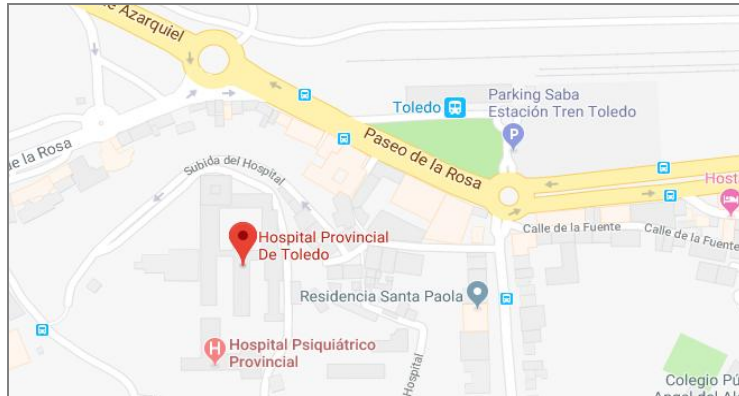 e Azarquiel
Toledo
Parking Saba
Estación Tren Toledo
P
Paseo de la Rosa
de la Rosa
Subida del Hospital
Host
Calle de la Fuente
Calle de la Fuente
Hospital Provincial
De Toledo
Residencia Santa Paola
H
Hospital Psiquiátrico
Provincial
Hospital
Colegio Pú
Angel del Al